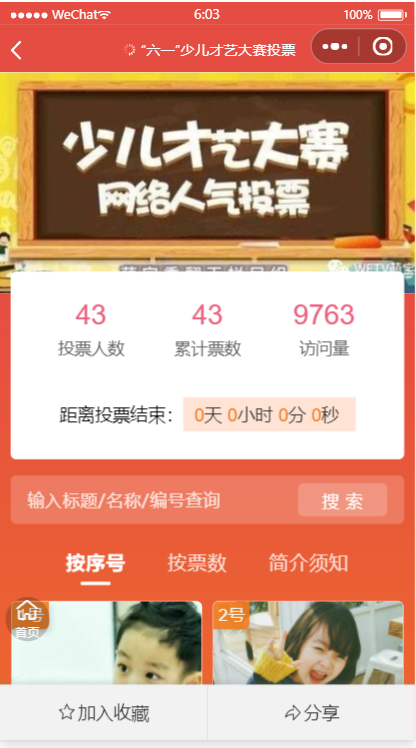 WeChat
6:03
100%
“六一”少儿才艺大赛投票
少儿才艺大赛
网络人气投票
43
43
9763
投票人数
累计票数
访问量
距离投票结束：
0天 0小时 0分 0秒
输入标题/名称/编号查询
搜 索
按序号
按票数
简介须知
首页
2号
加入收藏
分享